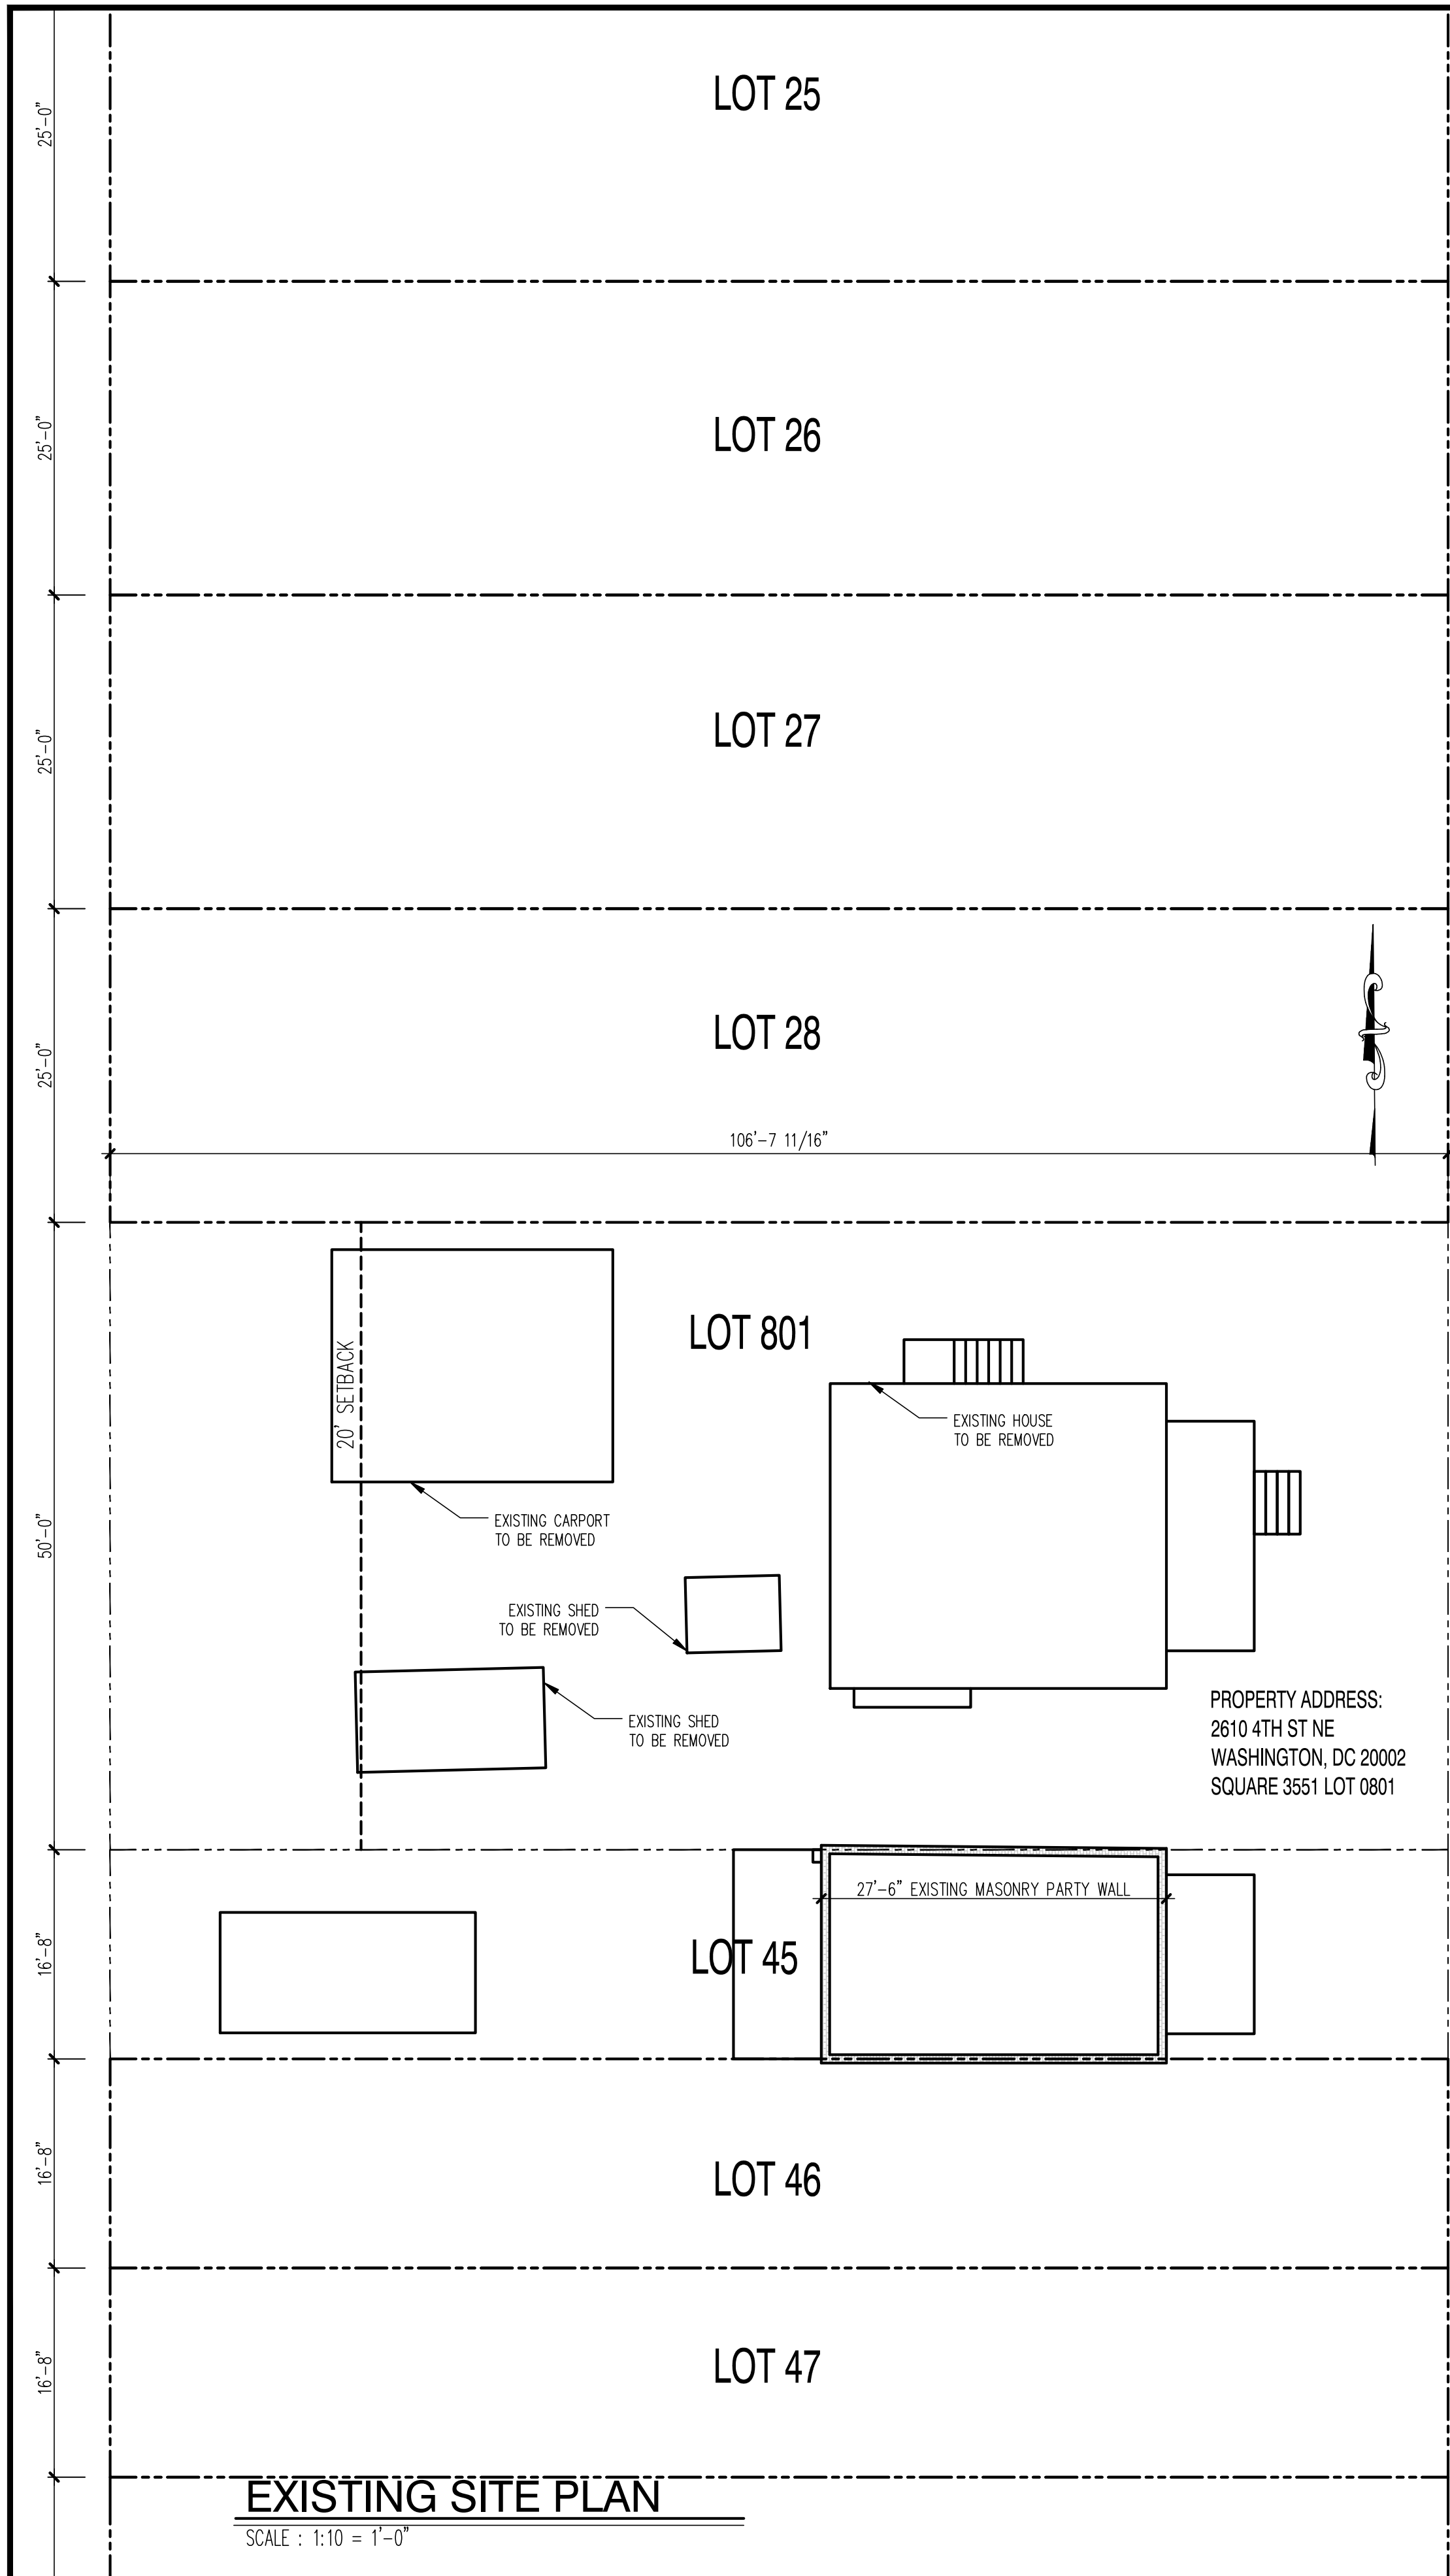 LOT 25
25'-0"
LOT 26
25'-0"
LOT 27
25'-0"
LOT 28
25'-0"
106'-7 11/16"
LOT 801
20' SETBACK
EXISTING HOUSE
TO BE REMOVED
EXISTING CARPORT
TO BE REMOVED
50'-0"
EXISTING SHED
TO BE REMOVED
EXISTING SHED
TO BE REMOVED
PROPERTY ADDRESS:
2610 4TH ST NE
WASHINGTON, DC 20002
SQUARE 3551 LOT 0801
27'-6" EXISTING MASONRY PARTY WALL
LOT 45
16'-8"
LOT 46
16'-8"
LOT 47
16'-8"
EXISTING SITE PLAN
SCALE : 1:10 = 1'-0"